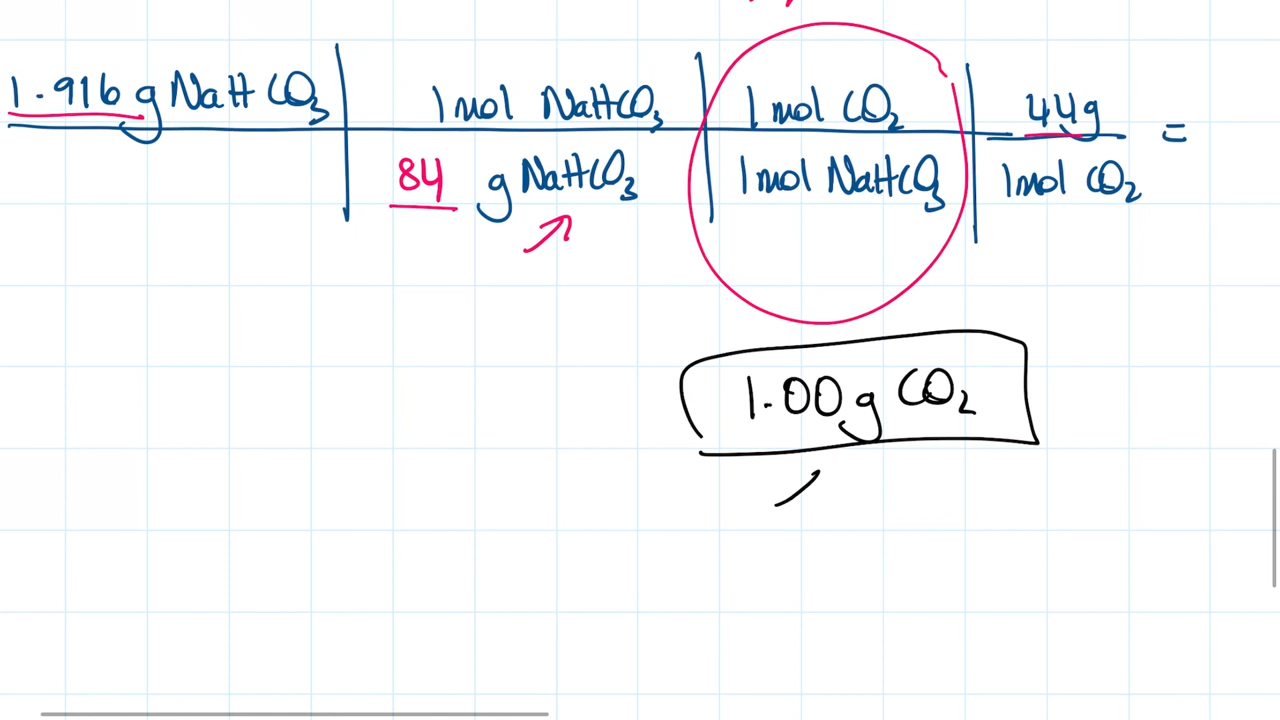 1.916 g NaHCO3 | 1 mol NaHCO3 | 1 mol CO2 | 44g =
84 g NaHCO3 | 1 mol NaHCO3 | 1 mol CO2
1.00 g CO2